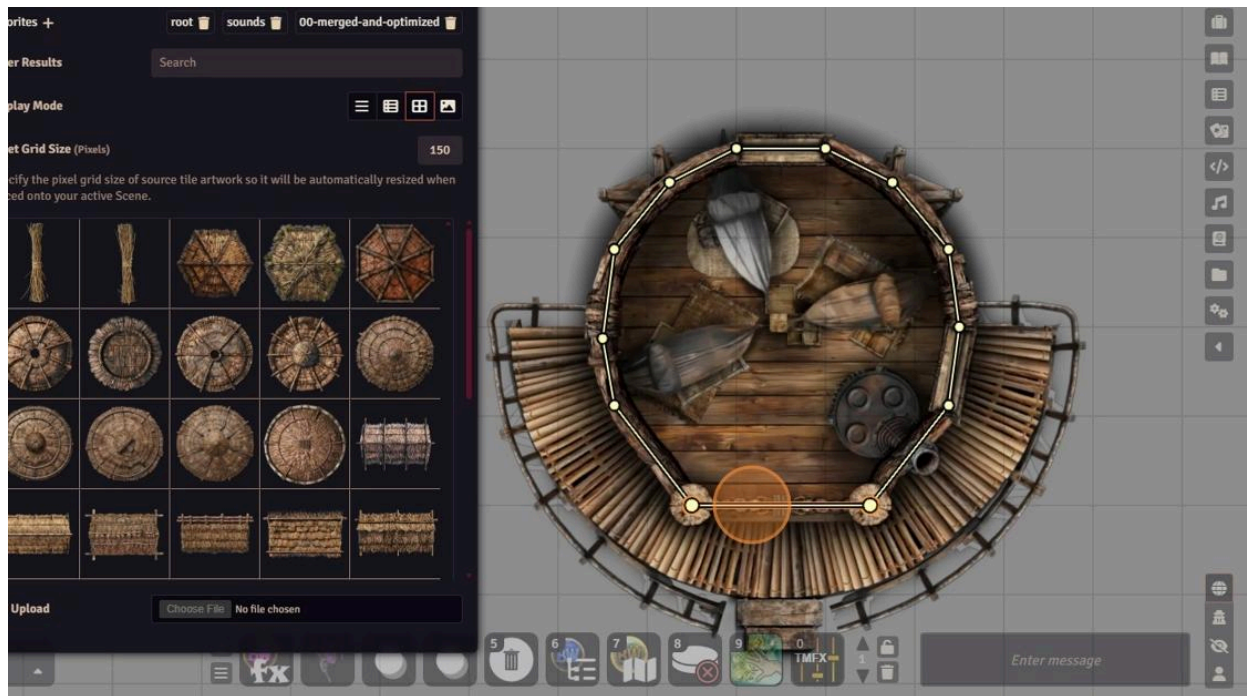 orites +
root
sounds
00-merged-and-optimized
er Results
Search
play Mode
et Grid Size (Pixels)
150
cify the pixel grid size of source tile artwork so it will be automatically resized when
ced onto your active Scene.
Upload
Choose File No file chosen
fx
5
6
7
8
9
0
TMFX
1
Enter message